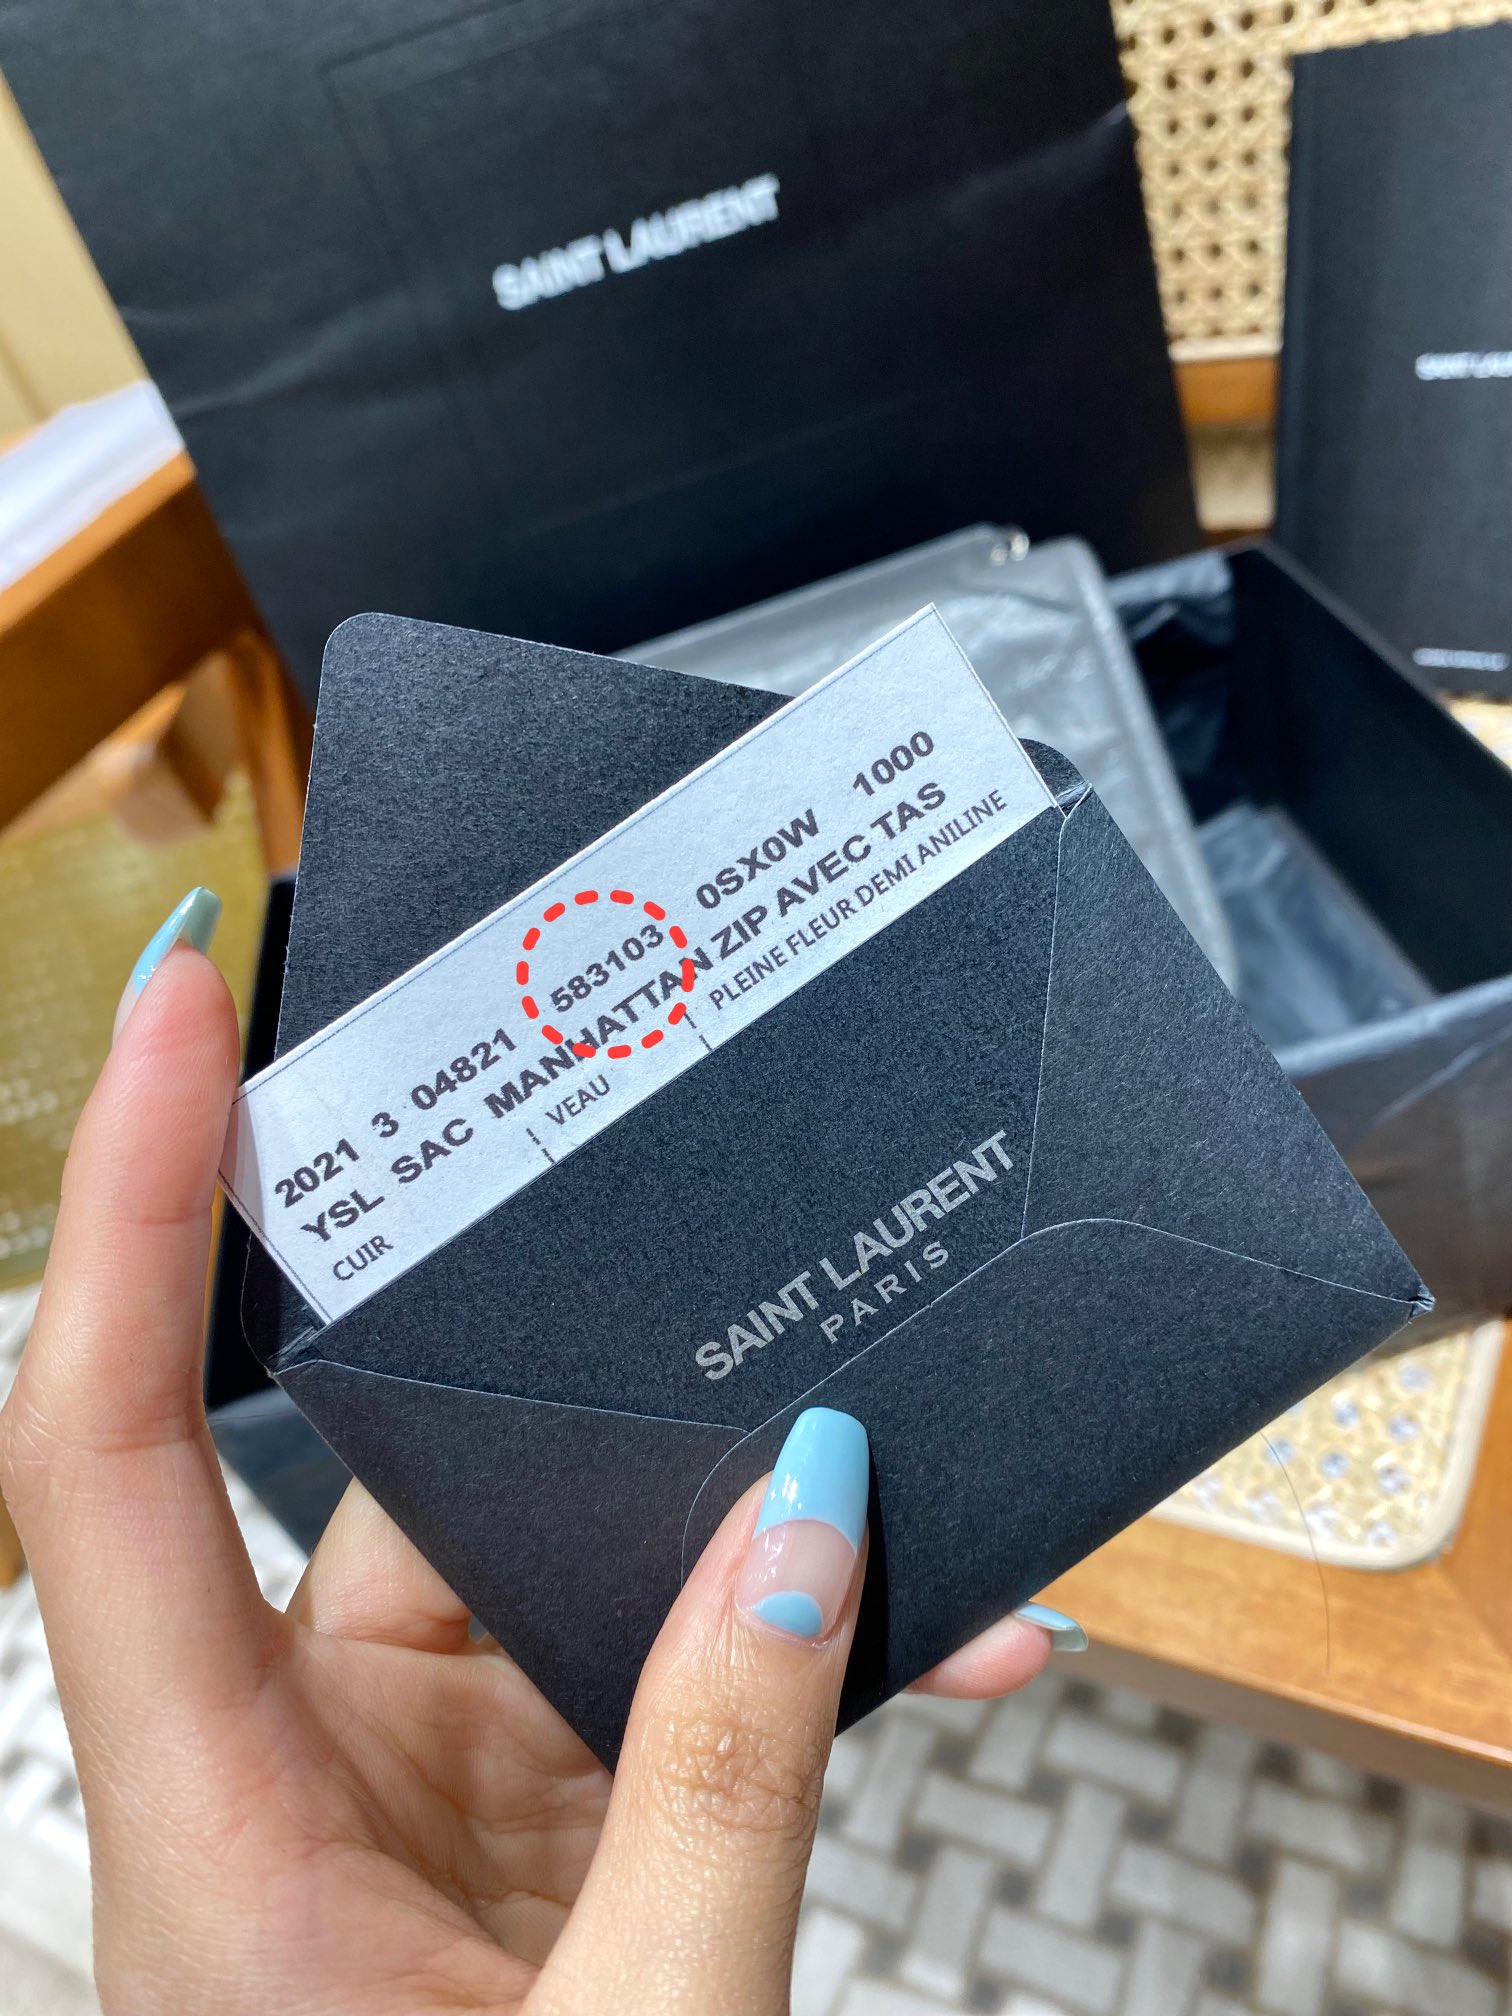 SAINT LAURENT
2021 3 04821 583103 0SX0W 1000
YSL SAC MANHATTAN ZIP AVEC TAS
CUIR VEAU PLEINE FLEUR DEMI ANILINE
SAINT LAURENT
PARIS